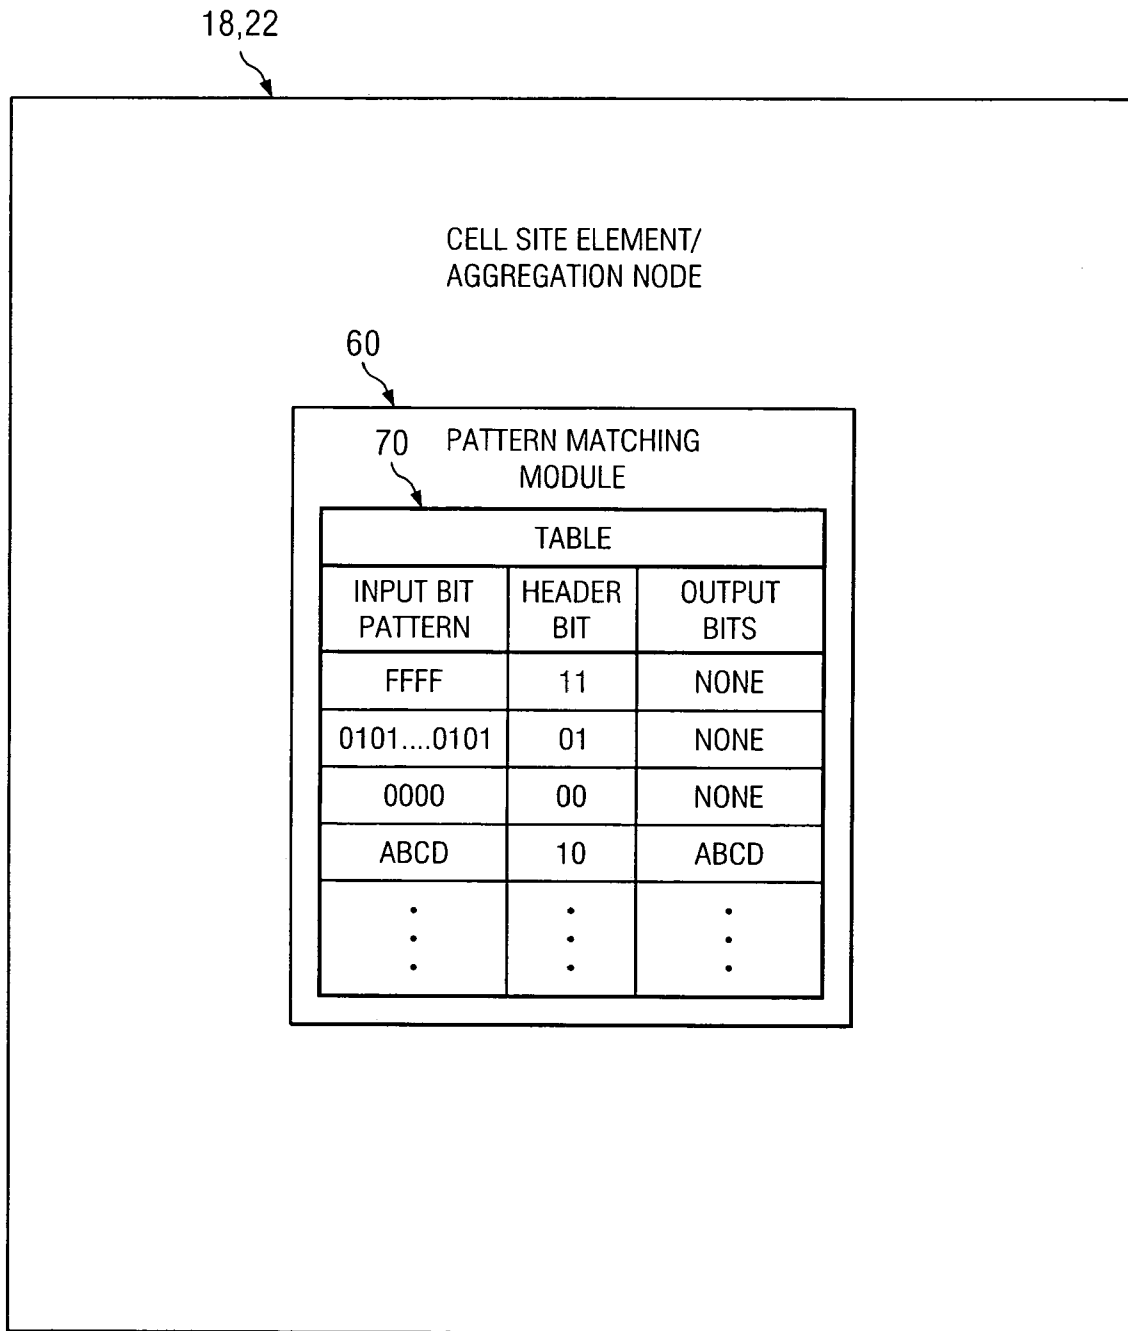 18,22
CELL SITE ELEMENT/
AGGREGATION NODE
60
70 PATTERN MATCHING
MODULE
TABLE
INPUT BIT PATTERN HEADER BIT OUTPUT BITS
FFFF 11 NONE
0101....0101 01 NONE
0000 00 NONE
ABCD 10 ABCD